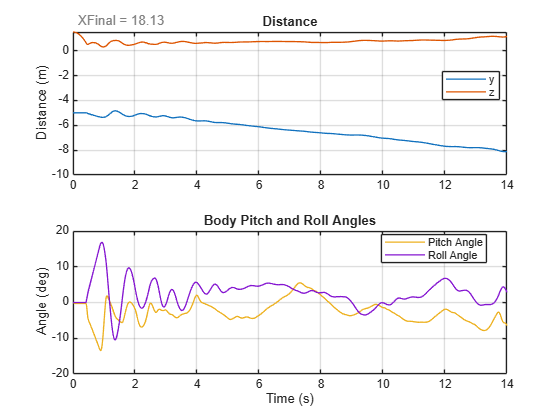 XFinal = 18.13
Distance
Distance (m)
0
-2
-4
-6
-8
-10
y
z
0 2 4 6 8 10 12 14
Body Pitch and Roll Angles
Angle (deg)
20
10
0
-10
-20
Pitch Angle
Roll Angle
0 2 4 6 8 10 12 14
Time (s)